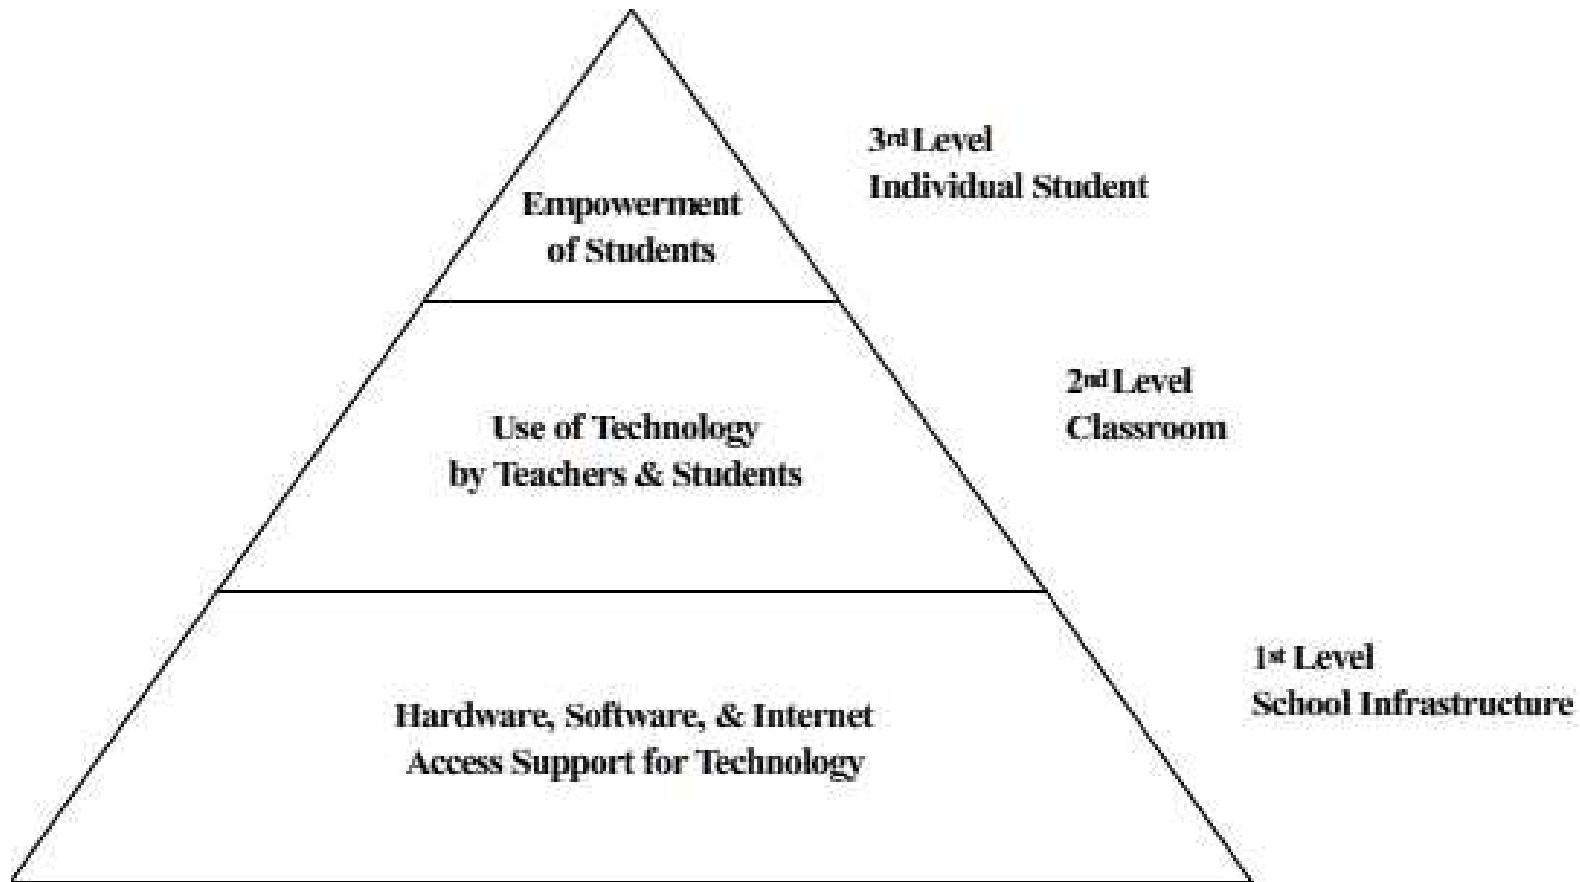 3rd Level
Individual Student
Empowerment
of Students
2nd Level
Classroom
Use of Technology
by Teachers & Students
1st Level
School Infrastructure
Hardware, Software, & Internet
Access Support for Technology